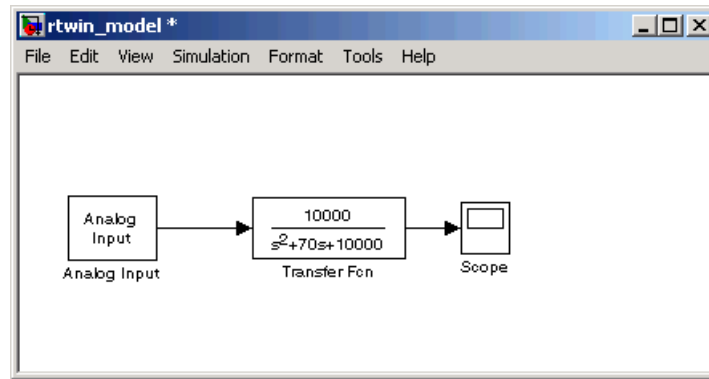 rtwin_model *
File Edit View Simulation Format Tools Help
Analog
Input
Analog Input
10000
s²+70s+10000
Transfer Fcn
Scope